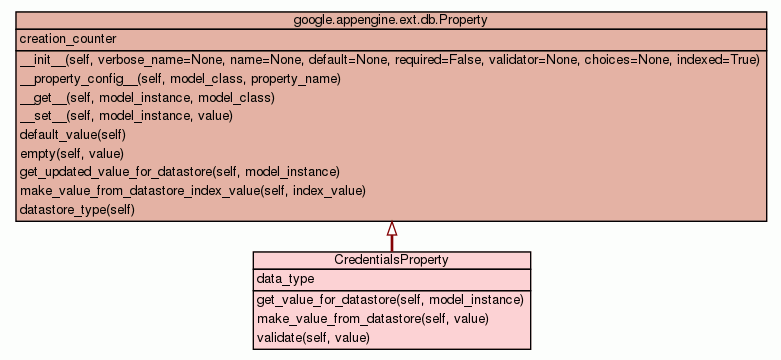 google.appengine.ext.db.Property
creation_counter
__init__(self, verbose_name=None, name=None, default=None, required=False, validator=None, choices=None, indexed=True)
__property_config__(self, model_class, property_name)
__get__(self, model_instance, model_class)
__set__(self, model_instance, value)
default_value(self)
empty(self, value)
get_updated_value_for_datastore(self, model_instance)
make_value_from_datastore_index_value(self, index_value)
datastore_type(self)
CredentialsProperty
data_type
get_value_for_datastore(self, model_instance)
make_value_from_datastore(self, value)
validate(self, value)